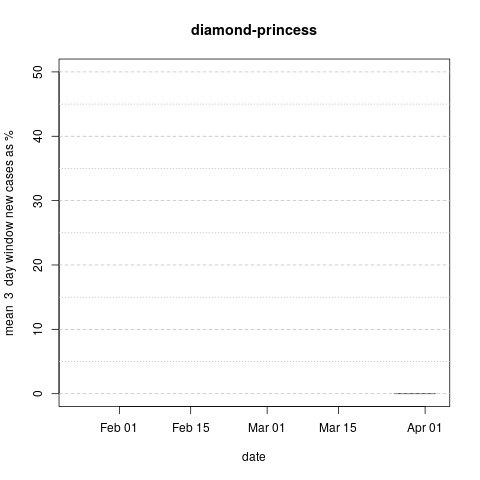 diamond-princess
mean 3 day window new cases as %
50
40
30
20
10
0
Feb 01 Feb 15 Mar 01 Mar 15 Apr 01
date